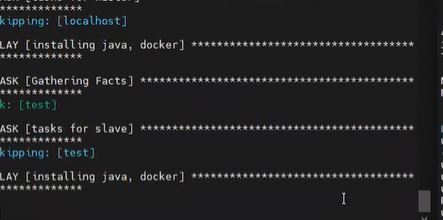 kipping: [localhost]
LAY [installing java, docker] ***************************************
*************
ASK [Gathering Facts] ***********************************************
*************
k: [test]
ASK [tasks for slave] ***********************************************
*************
kipping: [test]
LAY [installing java, docker] ***************************************
*************